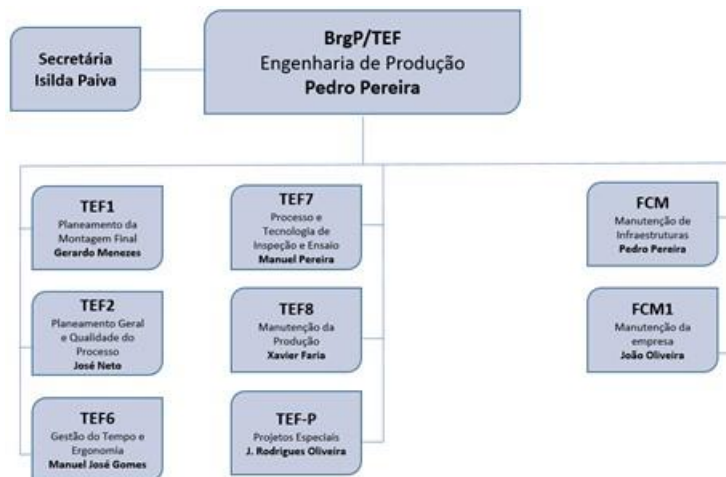 BrgP/TEF
Engenharia de Produção
Pedro Pereira
Secretária
Isilda Paiva
TEF1
Planeamento da
Montagem Final
Gerardo Menezes
TEF7
Processo e
Tecnologia de
Inspeção e Ensaio
Manuel Pereira
FCM
Manutenção de
Infraestruturas
Pedro Pereira
TEF2
Planeamento Geral
e Qualidade do
Processo
José Neto
TEF8
Manutenção da
Produção
Xavier Faria
FCM1
Manutenção da
empresa
João Oliveira
TEF6
Gestão do Tempo e
Ergonomia
Manuel José Gomes
TEF-P
Projetos Especiais
J. Rodrigues Oliveira